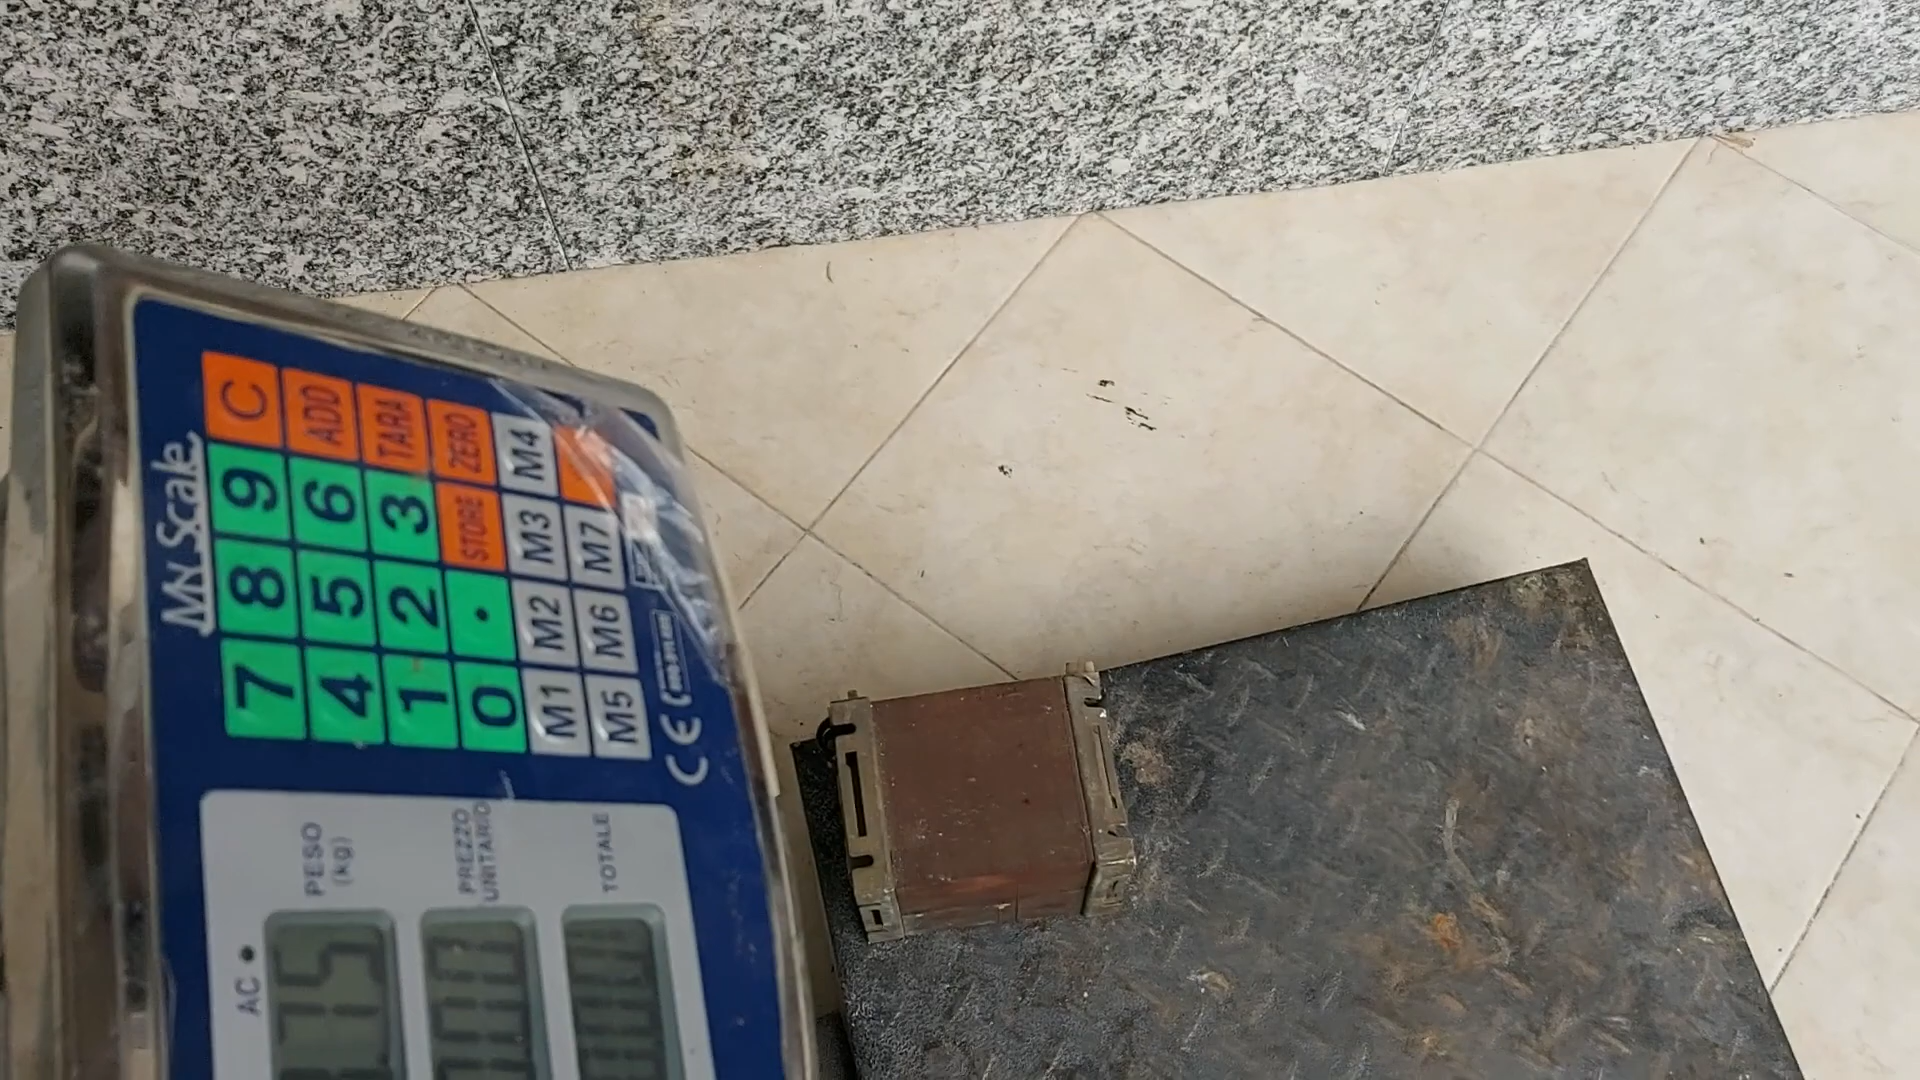 Mn Scale
7 8 9 C
4 5 6 ADD
1 2 3 TARA
0 . STORE ZERO
M1 M2 M3 M4
M5 M6 M7
CE
AC
PESO
(kg)
PREZZO
UNITARIO
TOTALE